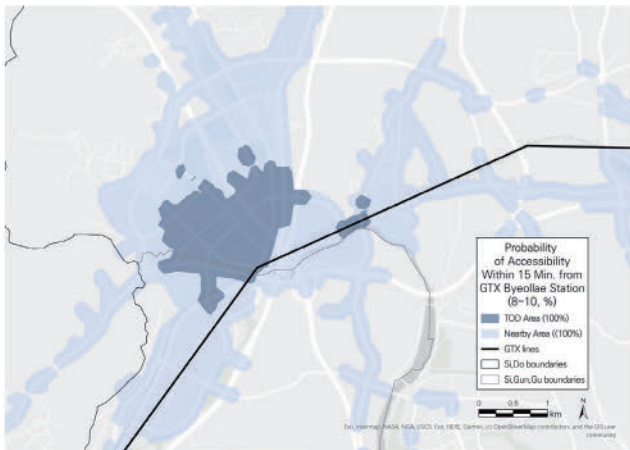 Probability
of Accessibility
Within 15 Min. from
GTX Byeollae Station
(8–10, %)
TOD Area (100%)
Nearby Area ((100%)
GTX lines
Si,Do boundaries
Si,Gun,Gu boundaries
0 0.5 1
km
N
Esri, Intermap, NASA, NGA, USGS; Esri, HERE, Garmin, (c) OpenStreetMap contributors, and the GIS user
community